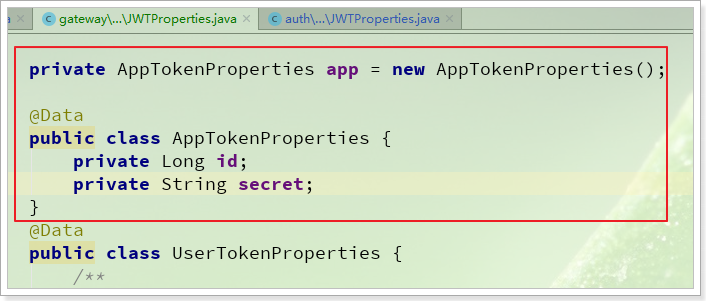 a
gateway\...\JWTProperties.java
auth\...\JWTProperties.java
private AppTokenProperties app = new AppTokenProperties();
@Data
public class AppTokenProperties {
private Long id;
private String secret;
}
@Data
public class UserTokenProperties {
/**